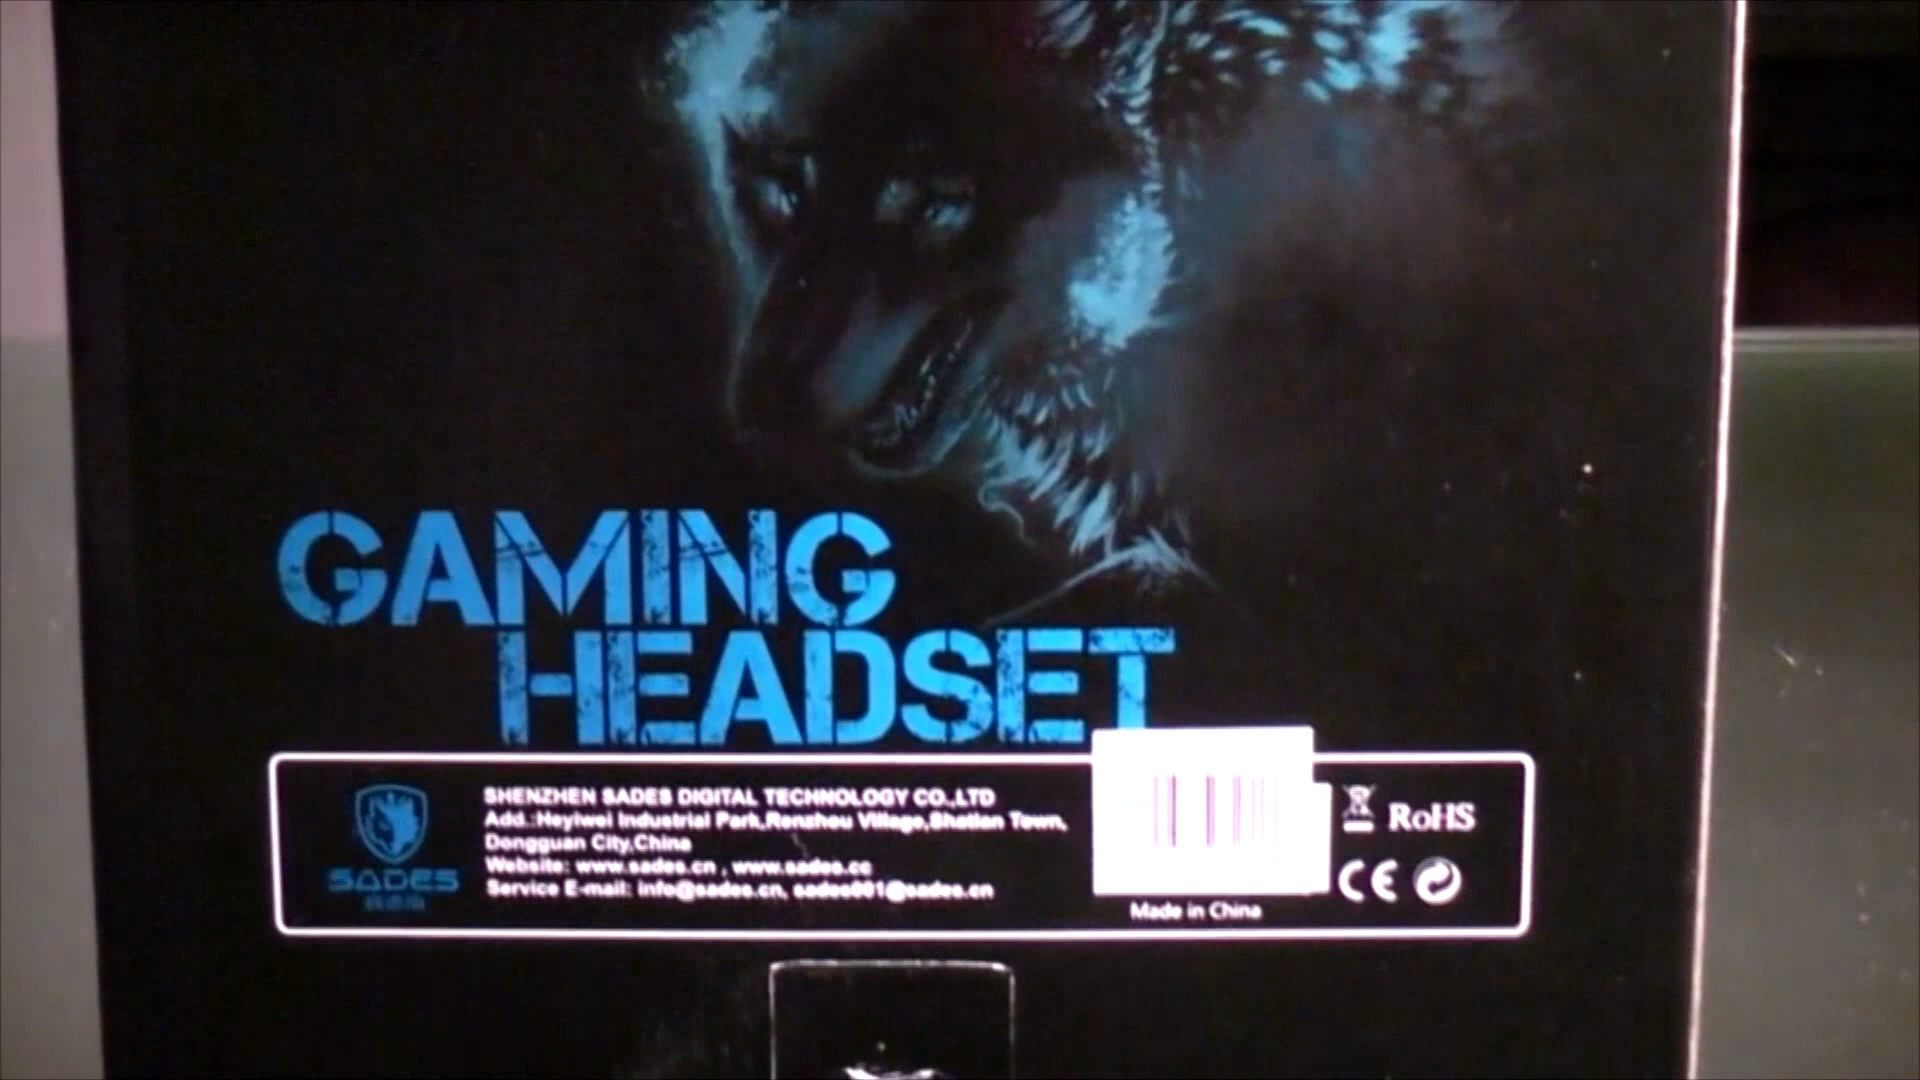 GAMING
HEADSET
SHENZHEN SADES DIGITAL TECHNOLOGY CO.,LTD
Add.:Heyiwei Industrial Park,Renzhou Village,Shatian Town,
Dongguan City,China
Website: www.sades.cn , www.sades.cc
Service E-mail: info@sades.cn, sades001@sades.cn
SADES
Made in China
RoHS
CE